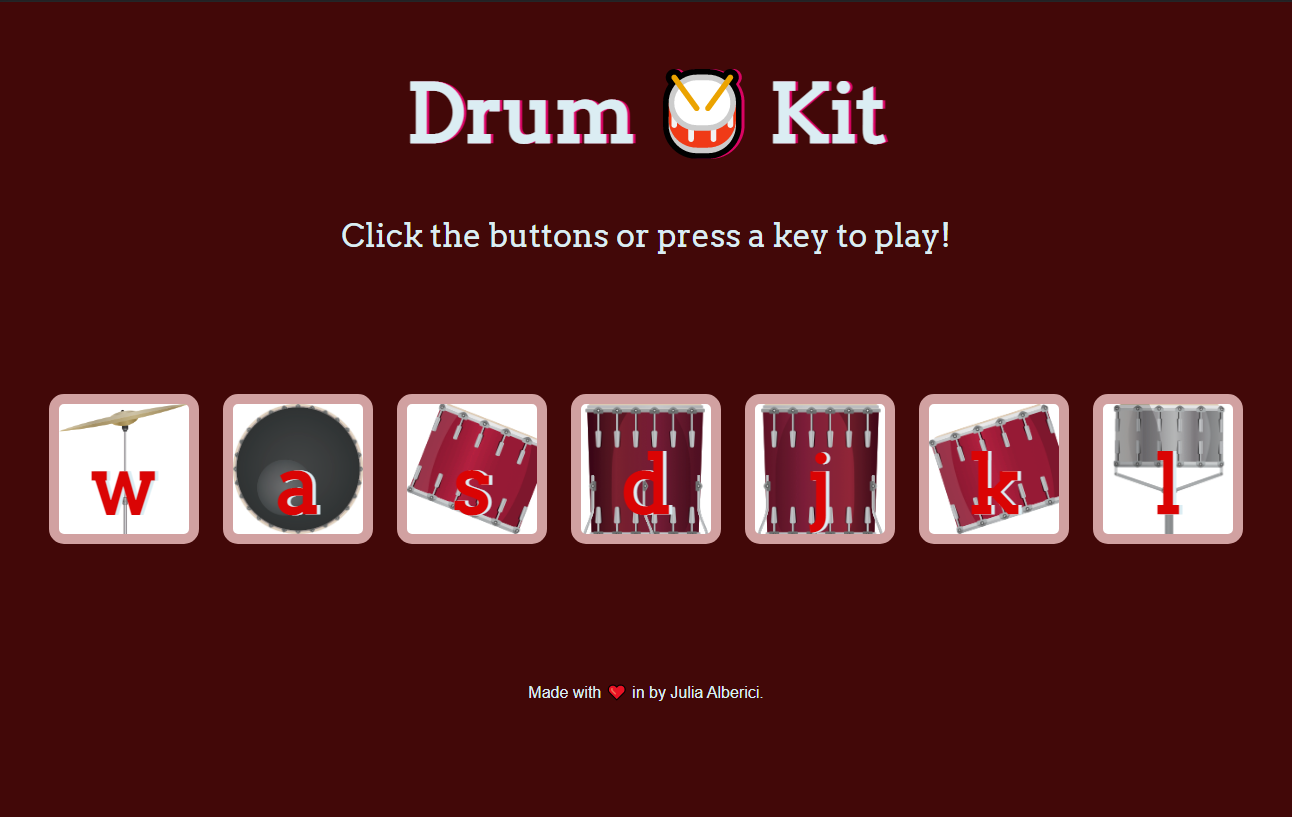 Drum 🥁 Kit
Click the buttons or press a key to play!
w a s d j k l
Made with ❤️ in by Julia Alberici.